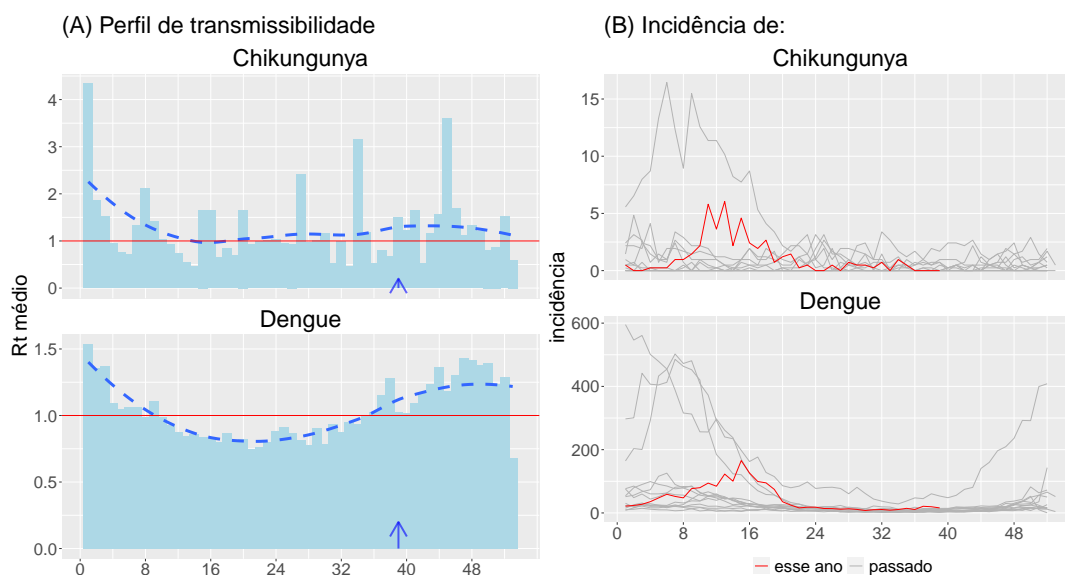 (A) Perfil de transmissibilidade
Chikungunya
4
3
2
1
0
Dengue
1.5
1.0
0.5
0.0
0 8 16 24 32 40 48
Rt médio
(B) Incidência de:
Chikungunya
15
10
5
0
Dengue
600
400
200
0
0 8 16 24 32 40 48
incidência
esse ano passado